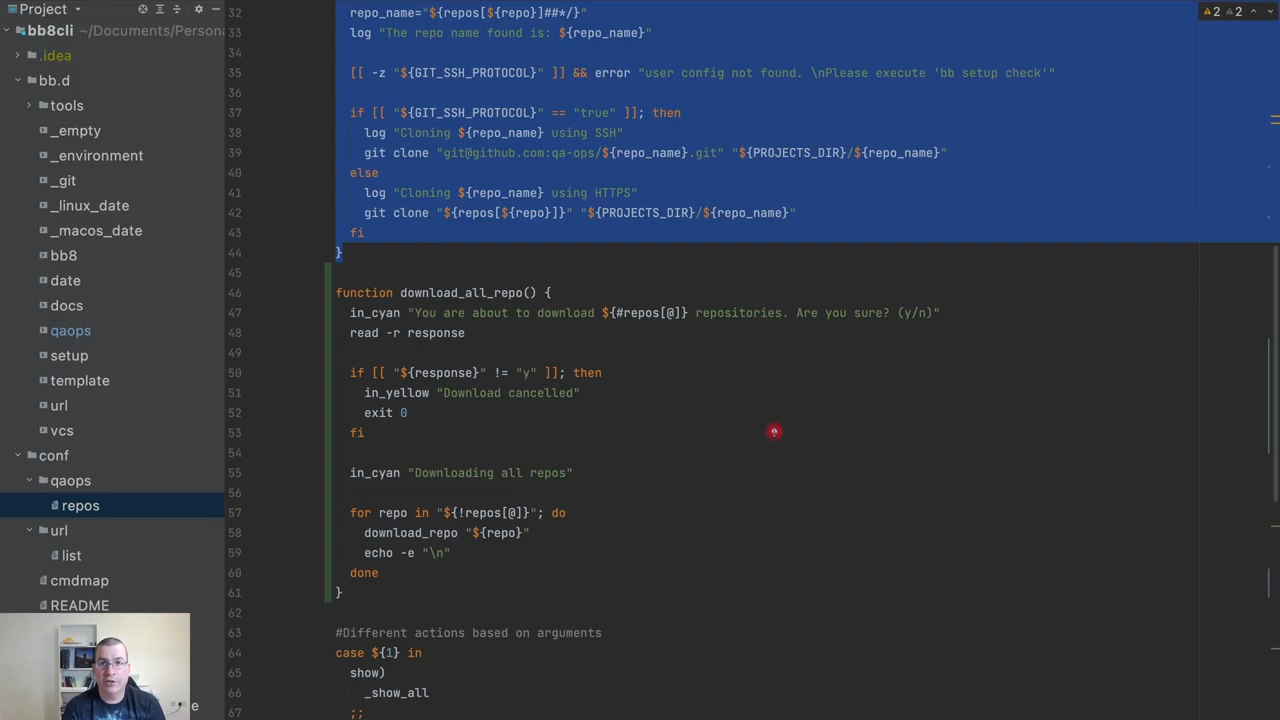 Project
bb8cli ~/Documents/Persona
.idea
bb.d
tools
_empty
_environment
_git
_linux_date
_macos_date
bb8
date
docs
qaops
setup
template
url
vcs
conf
qaops
repos
url
list
cmdmap
README
32 repo_name="${repos[${repo}]##*/}"
33 log "The repo name found is: ${repo_name}"
34
35 [[ -z "${GIT_SSH_PROTOCOL}" ]] && error "user config not found. \nPlease execute 'bb setup check'"
36
37 if [[ "${GIT_SSH_PROTOCOL}" == "true" ]]; then
38 log "Cloning ${repo_name} using SSH"
39 git clone "git@github.com:qa-ops/${repo_name}.git" "${PROJECTS_DIR}/${repo_name}"
40 else
41 log "Cloning ${repo_name} using HTTPS"
42 git clone "${repos[${repo}]}" "${PROJECTS_DIR}/${repo_name}"
43 fi
44 }
45
46 function download_all_repo() {
47 in_cyan "You are about to download ${#repos[@]} repositories. Are you sure? (y/n)"
48 read -r response
49
50 if [[ "${response}" != "y" ]]; then
51 in_yellow "Download cancelled"
52 exit 0
53 fi
54
55 in_cyan "Downloading all repos"
56
57 for repo in "${!repos[@]}"; do
58 download_repo "${repo}"
59 echo -e "\n"
60 done
61 }
62
63 #Different actions based on arguments
64 case ${1} in
65 show)
66 _show_all
67 ;;
2 2